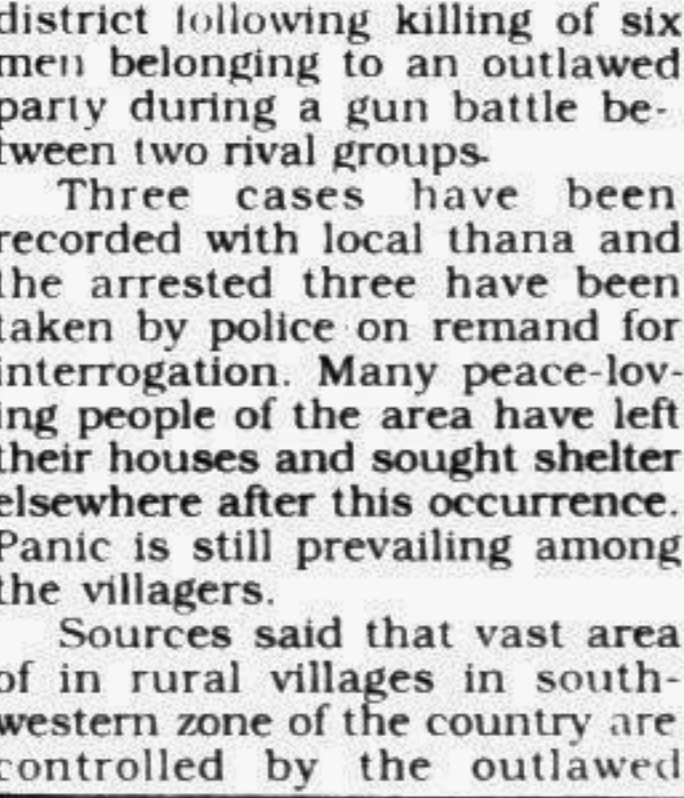 district following killing of six
men belonging to an outlawed
party during a gun battle be-
tween two rival groups.
Three cases have been
recorded with local thana and
the arrested three have been
taken by police on remand for
interrogation. Many peace-lov-
ing people of the area have left
their houses and sought shelter
elsewhere after this occurrence.
Panic is still prevailing among
the villagers.
Sources said that vast area
of in rural villages in south-
western zone of the country are
controlled by the outlawed